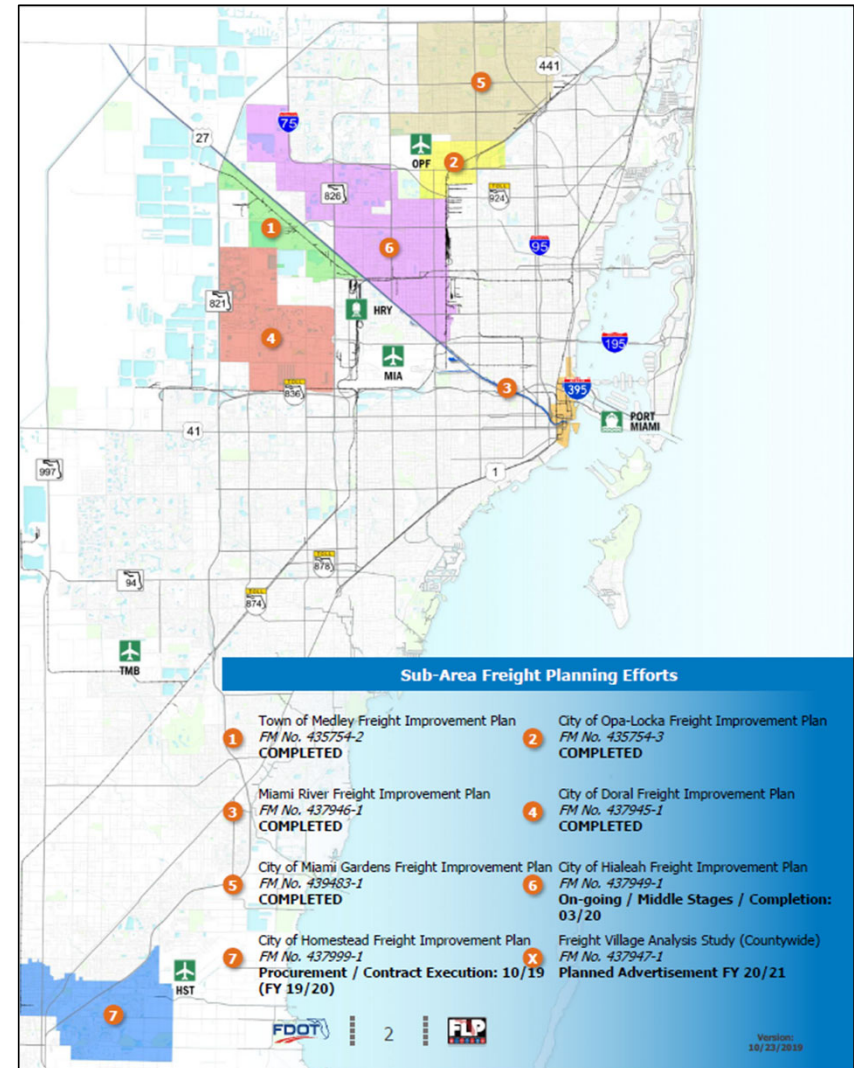 441
5
75
OPF
2
27
826
TOLL
924
1
6
95
821
HRY
4
MIA
195
3
395
TOLL
836
PORT
MIAMI
41
1
997
TOLL
878
94
TOLL
874
TMB
Sub-Area Freight Planning Efforts
1
Town of Medley Freight Improvement Plan
FM No. 435754-2
COMPLETED
2
City of Opa-Locka Freight Improvement Plan
FM No. 435754-3
COMPLETED
3
Miami River Freight Improvement Plan
FM No. 437946-1
COMPLETED
4
City of Doral Freight Improvement Plan
FM No. 437945-1
COMPLETED
5
City of Miami Gardens Freight Improvement Plan
FM No. 439483-1
COMPLETED
6
City of Hialeah Freight Improvement Plan
FM No. 437949-1
On-going / Middle Stages / Completion:
03/20
7
City of Homestead Freight Improvement Plan
FM No. 437999-1
Procurement / Contract Execution: 10/19
(FY 19/20)
X
Freight Village Analysis Study (Countywide)
FM No. 437947-1
Planned Advertisement FY 20/21
HST
7
FDOT
2
FLP
Version:
10/23/2019